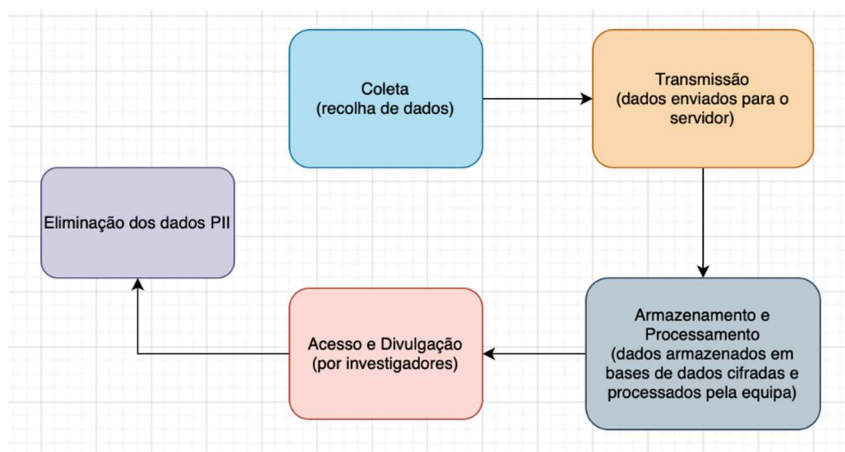 Coleta
(recolha de dados)
Transmissão
(dados enviados para o
servidor)
Eliminação dos dados PII
Acesso e Divulgação
(por investigadores)
Armazenamento e
Processamento
(dados armazenados em
bases de dados cifradas e
processados pela equipa)